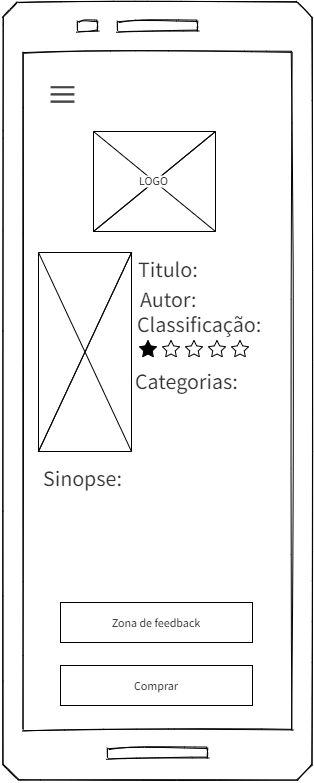 LOGO
Titulo:
Autor:
Classificação:
Categorias:
Sinopse:
Zona de feedback
Comprar